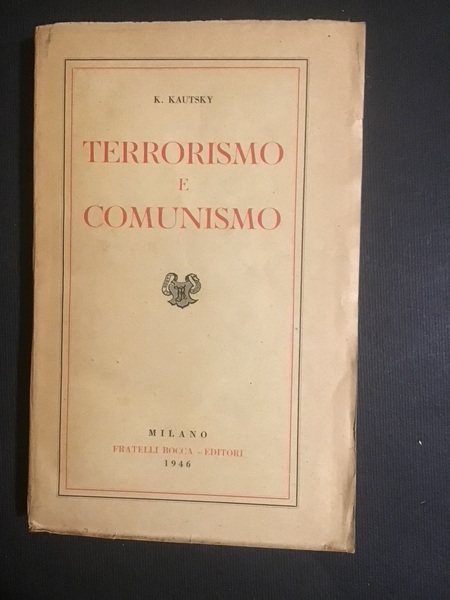 K. KAUTSKY
TERRORISMO
E
COMUNISMO
MILANO
FRATELLI BOCCA - EDITORI
1946